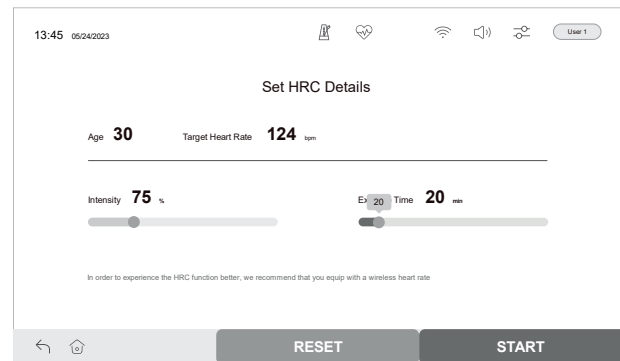 13:45 05/24/2023 User 1
Set HRC Details
Age 30 Target Heart Rate 124 bpm
Intensity 75 % Time 20 min
20
In order to experience the HRC function better, we recommend that you equip with a wireless heart rate
RESET START